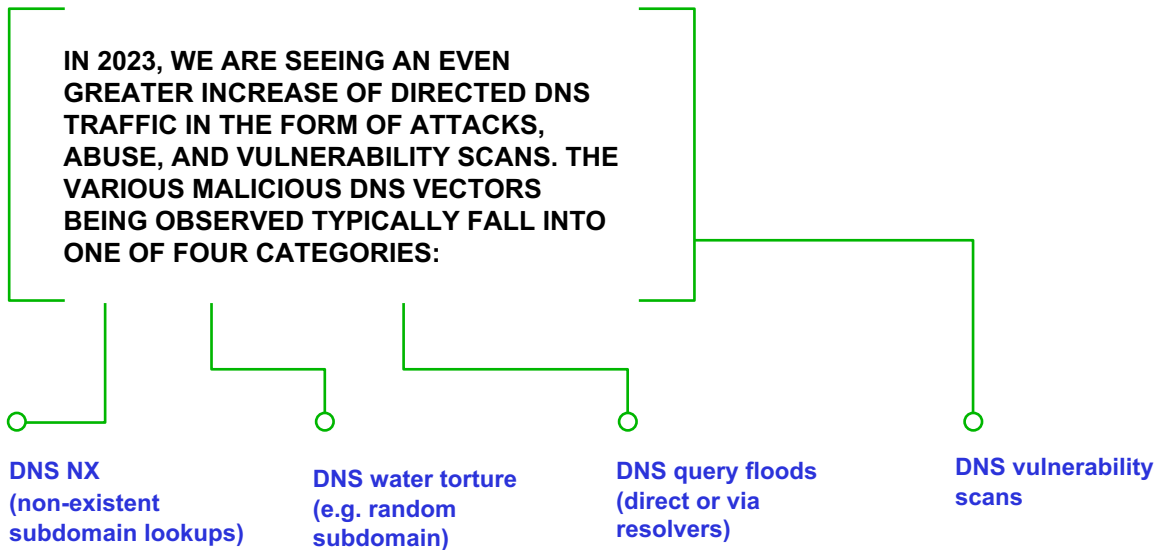 IN 2023, WE ARE SEEING AN EVEN
GREATER INCREASE OF DIRECTED DNS
TRAFFIC IN THE FORM OF ATTACKS,
ABUSE, AND VULNERABILITY SCANS. THE
VARIOUS MALICIOUS DNS VECTORS
BEING OBSERVED TYPICALLY FALL INTO
ONE OF FOUR CATEGORIES:
DNS NX
(non-existent
subdomain lookups)
DNS water torture
(e.g. random
subdomain)
DNS query floods
(direct or via
resolvers)
DNS vulnerability
scans